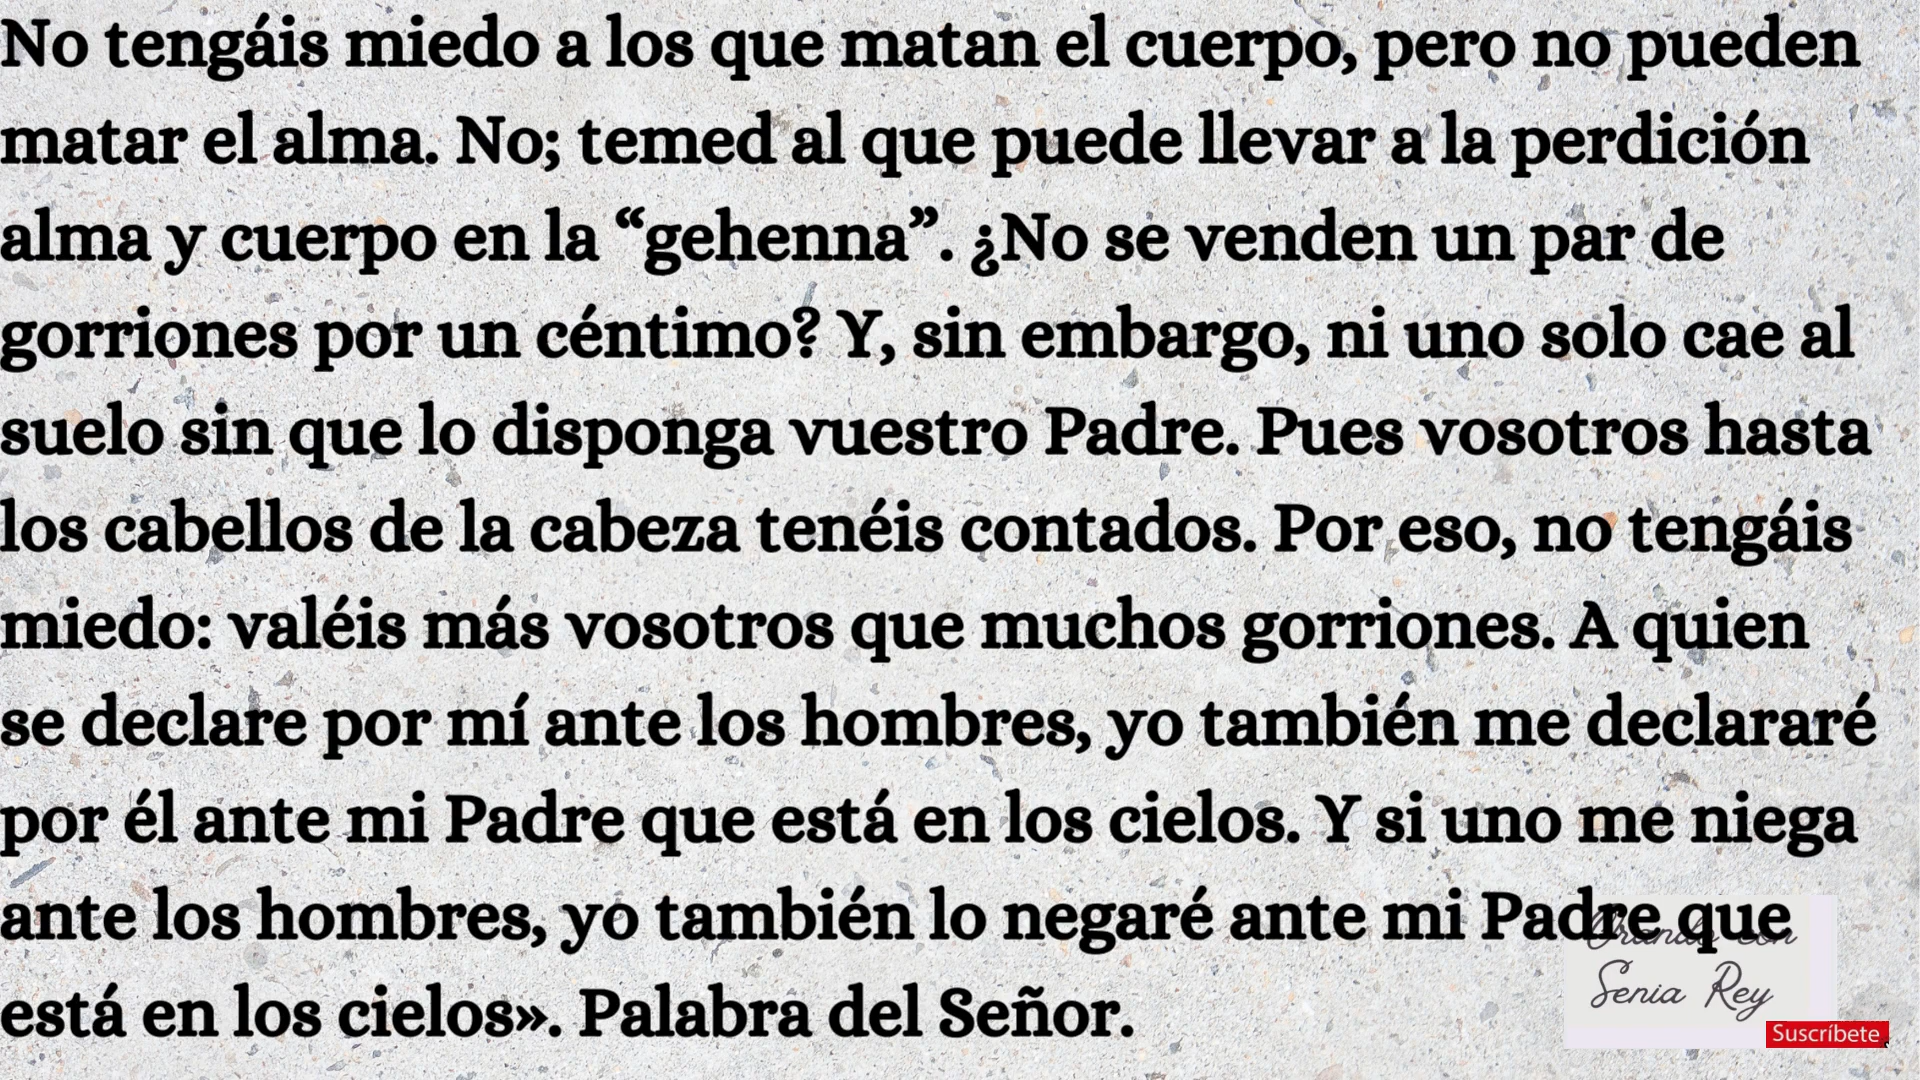 No tengáis miedo a los que matan el cuerpo, pero no pueden
matar el alma. No; temed al que puede llevar a la perdición
alma y cuerpo en la “gehenna”. ¿No se venden un par de
gorriones por un céntimo? Y, sin embargo, ni uno solo cae al
suelo sin que lo disponga vuestro Padre. Pues vosotros hasta
los cabellos de la cabeza tenéis contados. Por eso, no tengáis
miedo: valéis más vosotros que muchos gorriones. A quien
se declare por mí ante los hombres, yo también me declararé
por él ante mi Padre que está en los cielos. Y si uno me niega
ante los hombres, yo también lo negaré ante mi Padre que
está en los cielos». Palabra del Señor.
Orando con
Senia Rey
Suscríbete